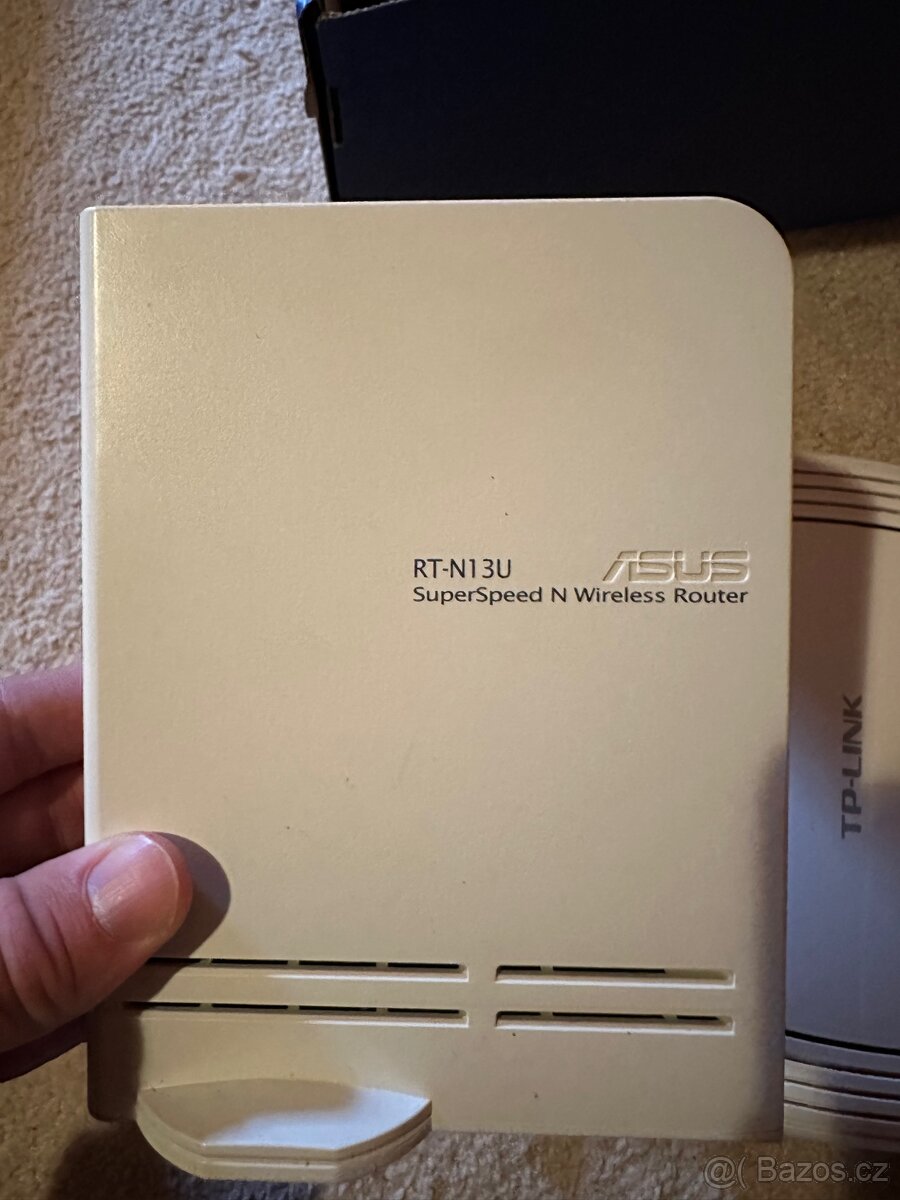 RT-N13U ASUS
SuperSpeed N Wireless Router
TP-LINK
@( Bazos.cz